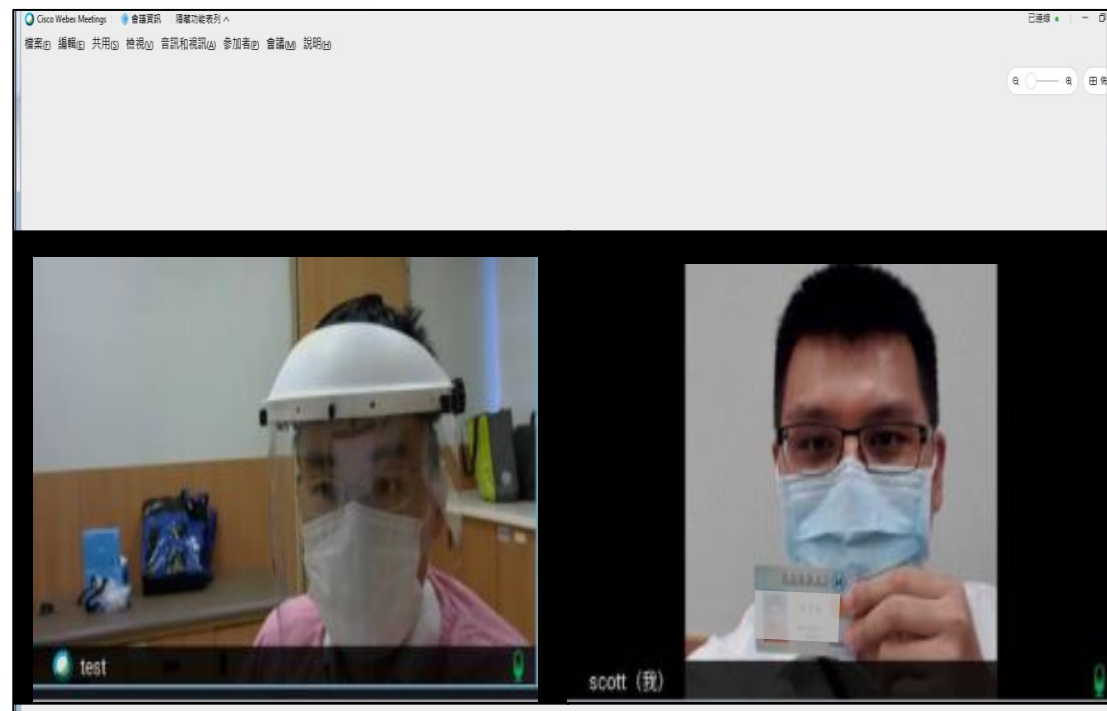 Cisco Webex Meetings 會議資訊 隱藏功能表列 已連線
檔案(F) 編輯(E) 共用(S) 檢視(V) 音訊和視訊(A) 參加者(P) 會議(M) 說明(H)
test
scott (我)